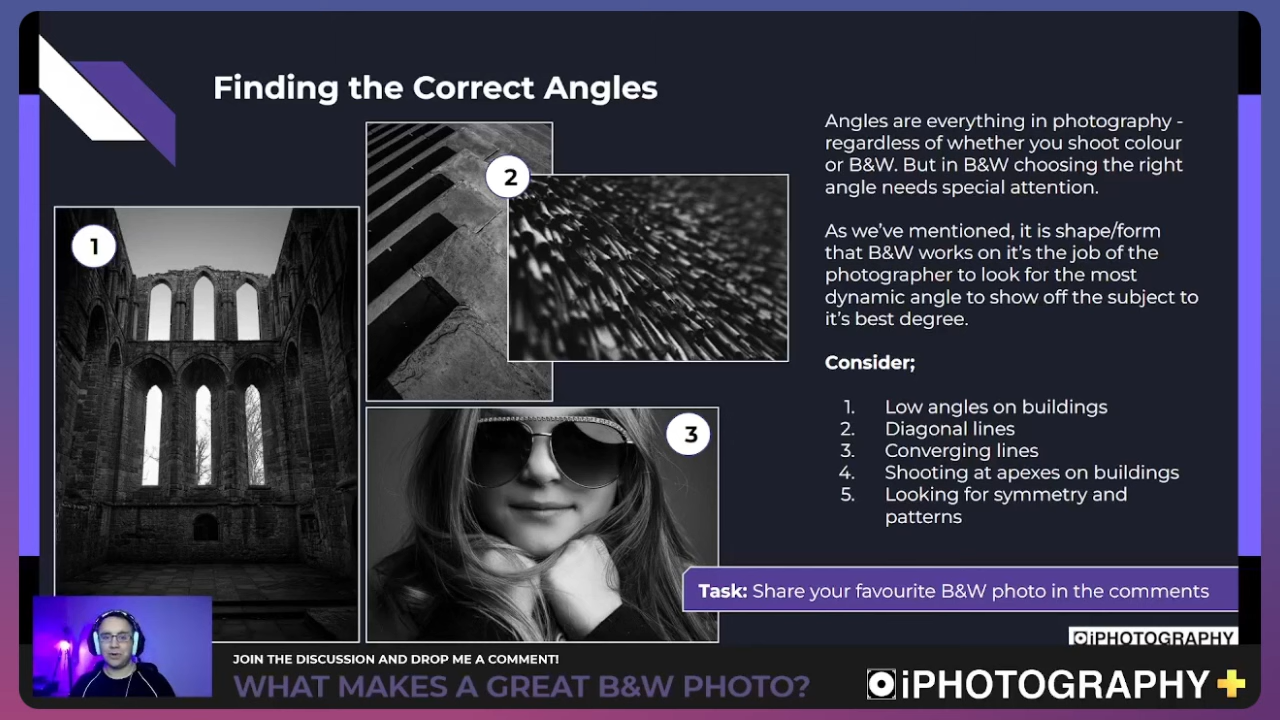 Finding the Correct Angles
1
2
3
Angles are everything in photography -
regardless of whether you shoot colour
or B&W. But in B&W choosing the right
angle needs special attention.
As we've mentioned, it is shape/form
that B&W works on it's the job of the
photographer to look for the most
dynamic angle to show off the subject to
it's best degree.
Consider;
1. Low angles on buildings
2. Diagonal lines
3. Converging lines
4. Shooting at apexes on buildings
5. Looking for symmetry and
patterns
Task: Share your favourite B&W photo in the comments
iPHOTOGRAPHY
JOIN THE DISCUSSION AND DROP ME A COMMENT!
WHAT MAKES A GREAT B&W PHOTO?
iPHOTOGRAPHY+